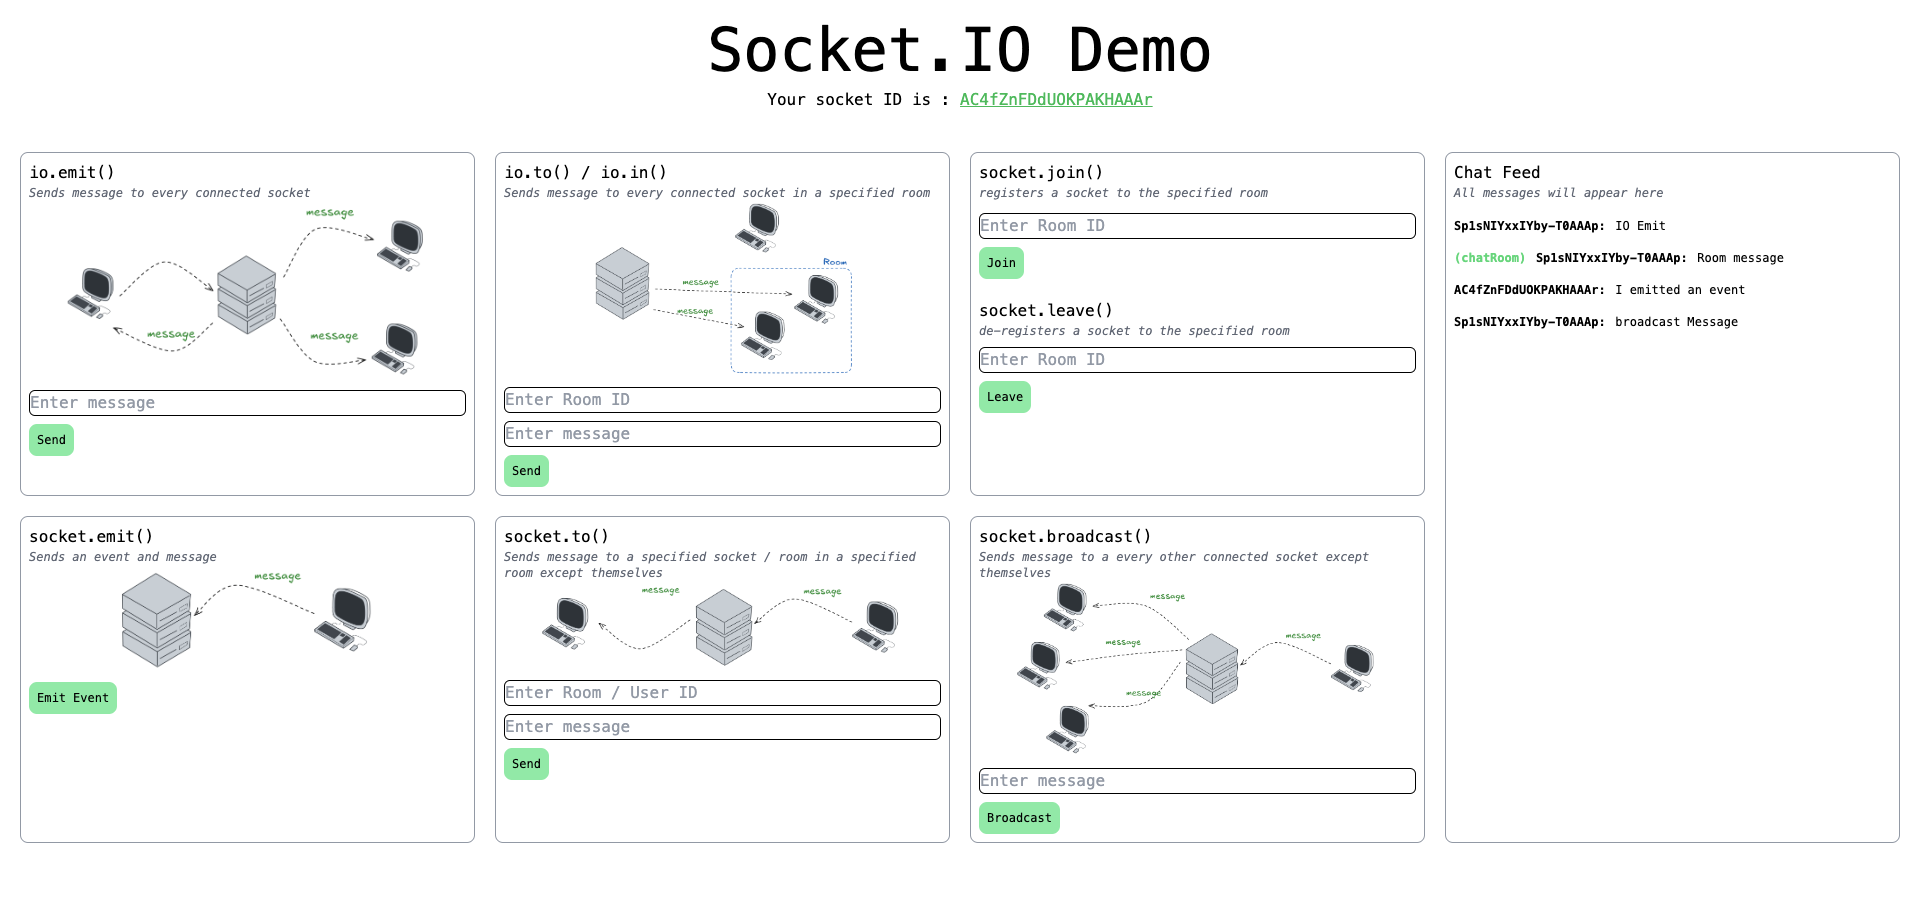 Socket.IO Demo
Your socket ID is : AC4fZnFDdUOKPAKHAAAr
io.emit()
Sends message to every connected socket
message
message
message
Enter message
Send
io.to() / io.in()
Sends message to every connected socket in a specified room
Room
message
message
Enter Room ID
Enter message
Send
socket.join()
registers a socket to the specified room
Enter Room ID
Join
socket.leave()
de-registers a socket to the specified room
Enter Room ID
Leave
Chat Feed
All messages will appear here
Sp1sNIYxxIYby-T0AAAp: IO Emit
(chatRoom) Sp1sNIYxxIYby-T0AAAp: Room message
AC4fZnFDdUOKPAKHAAAr: I emitted an event
Sp1sNIYxxIYby-T0AAAp: broadcast Message
socket.emit()
Sends an event and message
message
Emit Event
socket.to()
Sends message to a specified socket / room in a specified
room except themselves
message
message
Enter Room / User ID
Enter message
Send
socket.broadcast()
Sends message to a every other connected socket except
themselves
message
message
message
message
Enter message
Broadcast